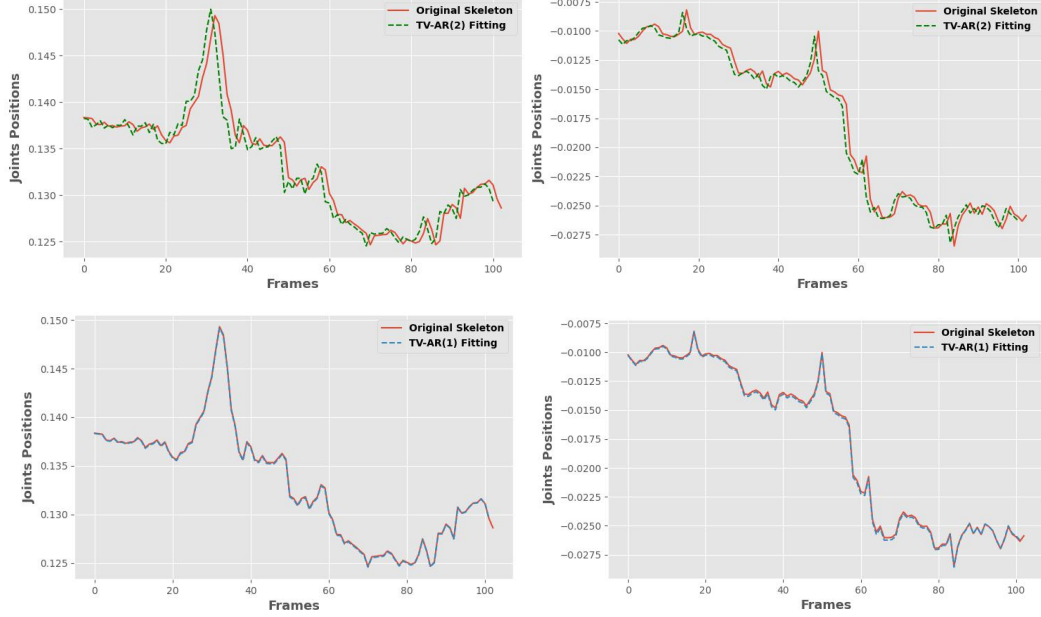 Original Skeleton
TV-AR(2) Fitting
0.150
0.145
0.140
0.135
0.130
0.125
Joints Positions
0 20 40 60 80 100
Frames
Original Skeleton
TV-AR(2) Fitting
−0.0075
−0.0100
−0.0125
−0.0150
−0.0175
−0.0200
−0.0225
−0.0250
−0.0275
Joints Positions
0 20 40 60 80 100
Frames
Original Skeleton
TV-AR(1) Fitting
0.150
0.145
0.140
0.135
0.130
0.125
Joints Positions
0 20 40 60 80 100
Frames
Original Skeleton
TV-AR(1) Fitting
−0.0075
−0.0100
−0.0125
−0.0150
−0.0175
−0.0200
−0.0225
−0.0250
−0.0275
Joints Positions
0 20 40 60 80 100
Frames